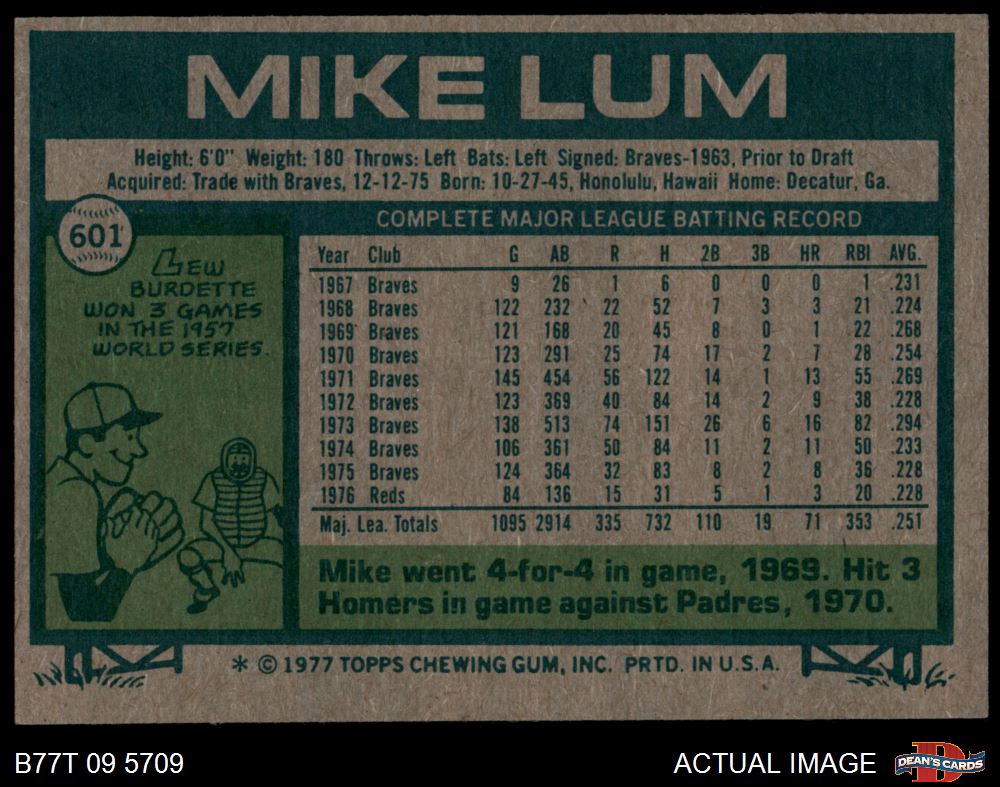 MIKE LUM
Height: 6'0" Weight: 180 Throws: Left Bats: Left Signed: Braves-1963, Prior to Draft
Acquired: Trade with Braves, 12-12-75 Born: 10-27-45, Honolulu, Hawaii Home: Decatur, Ga.
601
LEW
BURDETTE
WON 3 GAMES
IN THE 1957
WORLD SERIES.
COMPLETE MAJOR LEAGUE BATTING RECORD
Year Club G AB R H 2B 3B HR RBI AVG.
1967 Braves 9 26 1 6 0 0 0 1 .231
1968 Braves 122 232 22 52 7 3 3 21 .224
1969 Braves 121 168 20 45 8 0 1 22 .268
1970 Braves 123 291 25 74 17 2 7 28 .254
1971 Braves 145 454 56 122 14 1 13 55 .269
1972 Braves 123 369 40 84 14 2 9 38 .228
1973 Braves 138 513 74 151 26 6 16 82 .294
1974 Braves 106 361 50 84 11 2 11 50 .233
1975 Braves 124 364 32 83 8 2 8 36 .228
1976 Reds 84 136 15 31 5 1 3 20 .228
Maj. Lea. Totals 1095 2914 335 732 110 19 71 353 .251
Mike went 4-for-4 in game, 1969. Hit 3
Homers in game against Padres, 1970.
* © 1977 TOPPS CHEWING GUM, INC. PRTD. IN U.S.A.
B77T 09 5709
ACTUAL IMAGE
D
DEAN'S CARDS